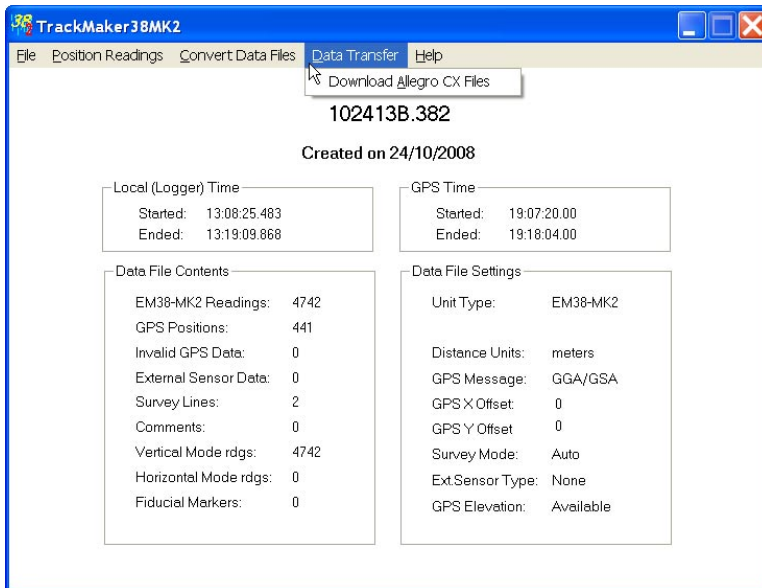 TrackMaker38MK2
File Position Readings Convert Data Files Data Transfer Help
Download Allegro CX Files
102413B.382
Created on 24/10/2008
Local (Logger) Time
Started: 13:08:25.483
Ended: 13:19:09.868
GPS Time
Started: 19:07:20.00
Ended: 19:18:04.00
Data File Contents
EM38-MK2 Readings: 4742
GPS Positions: 441
Invalid GPS Data: 0
External Sensor Data: 0
Survey Lines: 2
Comments: 0
Vertical Mode rdgs: 4742
Horizontal Mode rdgs: 0
Fiducial Markers: 0
Data File Settings
Unit Type: EM38-MK2
Distance Units: meters
GPS Message: GGA/GSA
GPS X Offset: 0
GPS Y Offset 0
Survey Mode: Auto
Ext.Sensor Type: None
GPS Elevation: Available